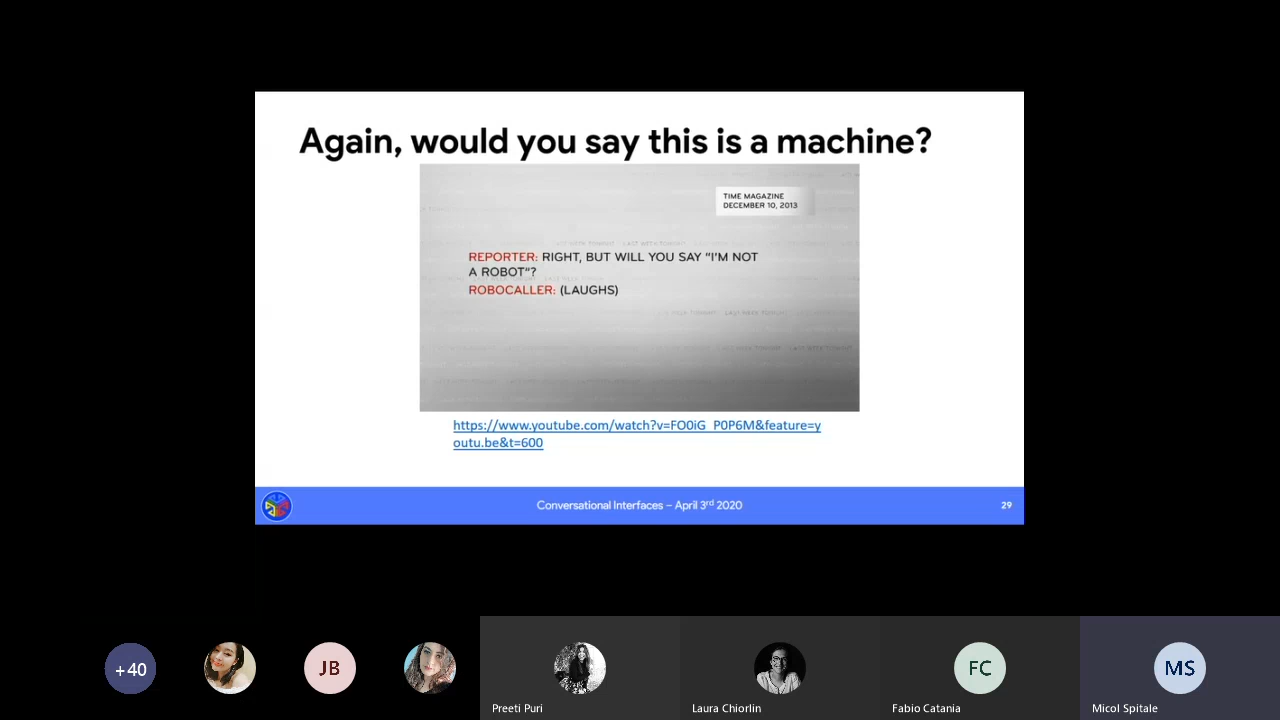 Again, would you say this is a machine?
TIME MAGAZINE
DECEMBER 10, 2013
REPORTER: RIGHT, BUT WILL YOU SAY "I'M NOT
A ROBOT"?
ROBOCALLER: (LAUGHS)
https://www.youtube.com/watch?v=FO0iG_P0P6M&feature=y
outu.be&t=600
Conversational Interfaces – April 3rd 2020
29
+40
JB
FC
MS
Preeti Puri
Laura Chiorlin
Fabio Catania
Micol Spitale